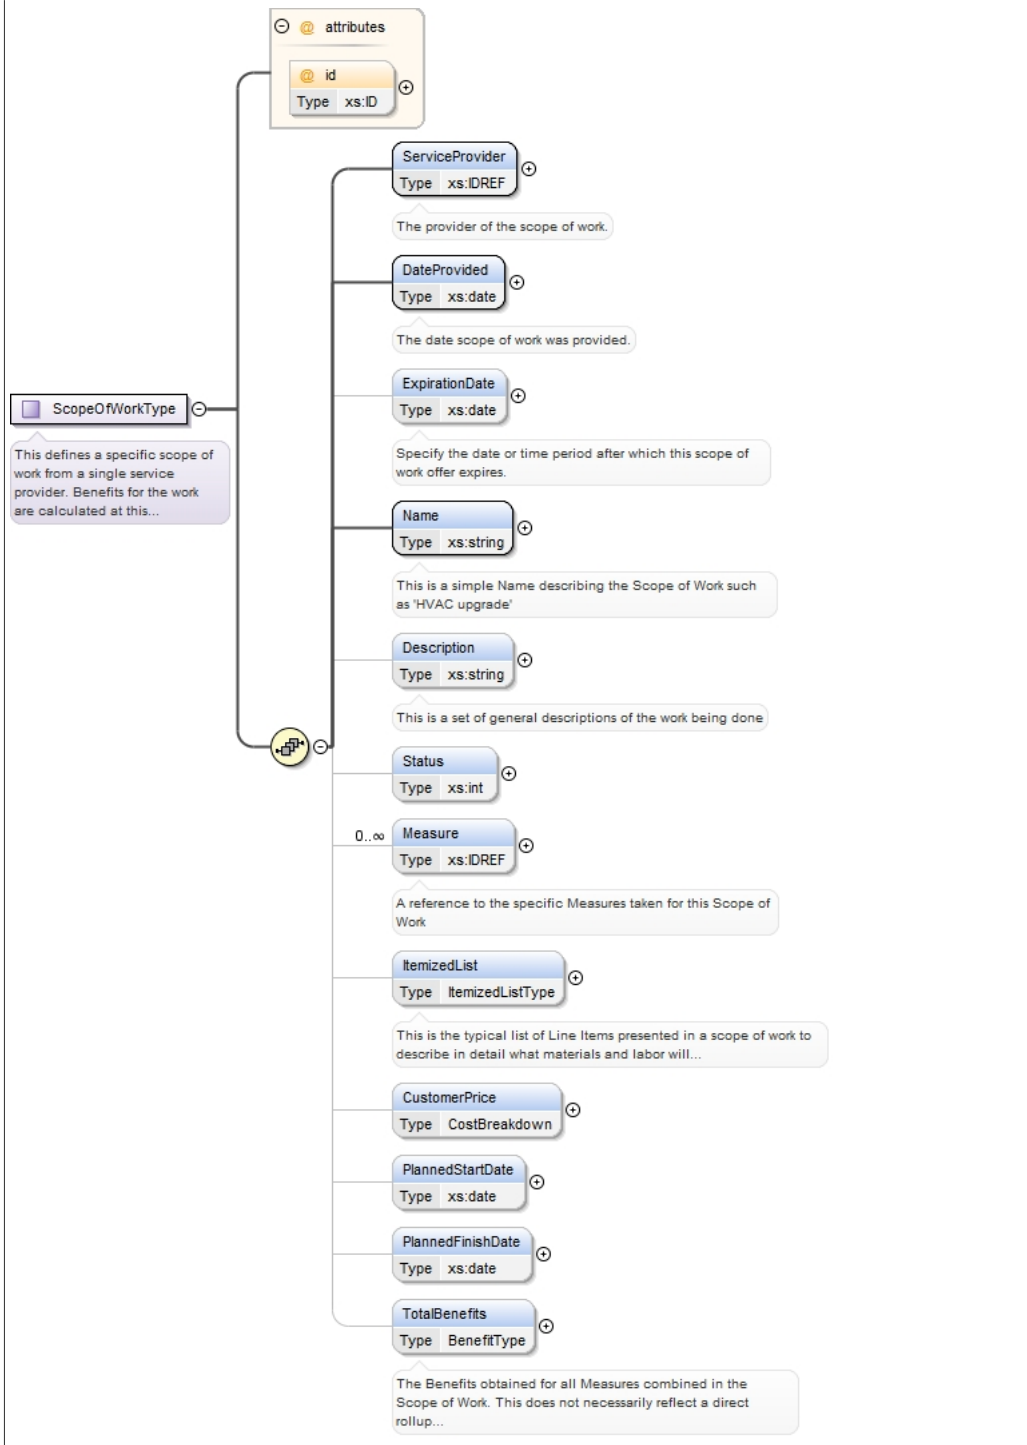 @ attributes
@ id
Type xs:ID
ServiceProvider
Type xs:IDREF
The provider of the scope of work.
DateProvided
Type xs:date
The date scope of work was provided.
ExpirationDate
Type xs:date
Specify the date or time period after which this scope of
work offer expires.
ScopeOfWorkType
This defines a specific scope of
work from a single service
provider. Benefits for the work
are calculated at this...
Name
Type xs:string
This is a simple Name describing the Scope of Work such
as 'HVAC upgrade'
Description
Type xs:string
This is a set of general descriptions of the work being done
Status
Type xs:int
0..∞
Measure
Type xs:IDREF
A reference to the specific Measures taken for this Scope of
Work
ItemizedList
Type ItemizedListType
This is the typical list of Line Items presented in a scope of work to
describe in detail what materials and labor will...
CustomerPrice
Type CostBreakdown
PlannedStartDate
Type xs:date
PlannedFinishDate
Type xs:date
TotalBenefits
Type BenefitType
The Benefits obtained for all Measures combined in the
Scope of Work. This does not necessarily reflect a direct
rollup...